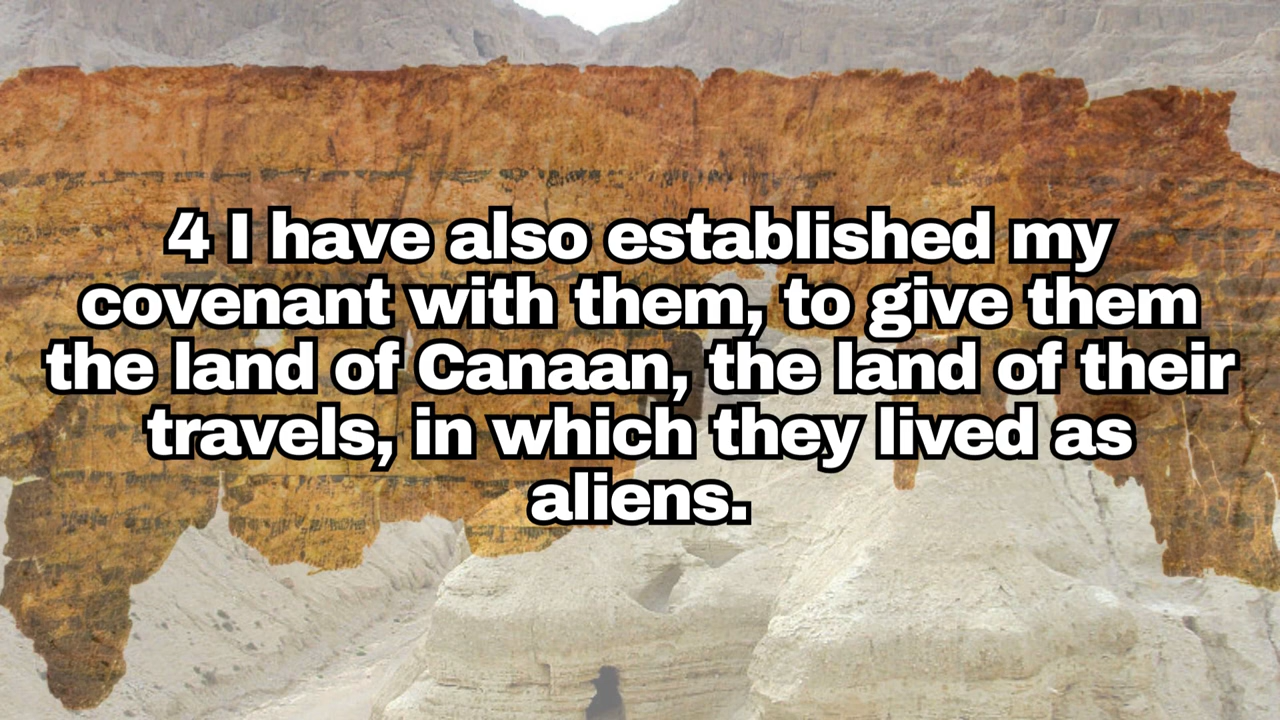 4 I have also established my
covenant with them, to give them
the land of Canaan, the land of their
travels, in which they lived as
aliens.